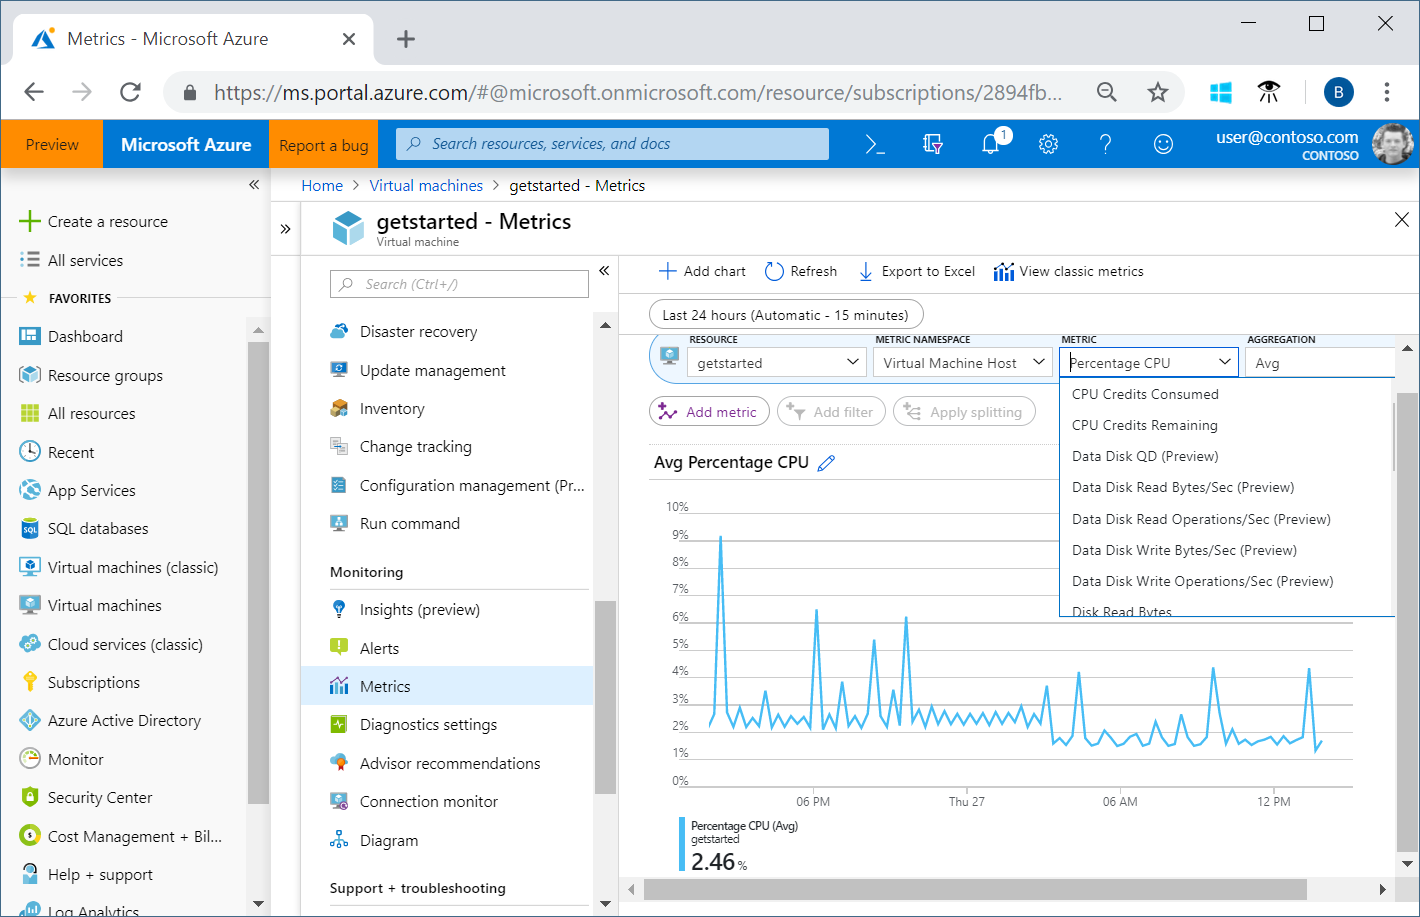 Metrics - Microsoft Azure
https://ms.portal.azure.com/#@microsoft.onmicrosoft.com/resource/subscriptions/2894fb...
B
Preview
Microsoft Azure
Report a bug
Search resources, services, and docs
1
user@contoso.com
CONTOSO
Home > Virtual machines > getstarted - Metrics
Create a resource
All services
FAVORITES
Dashboard
Resource groups
All resources
Recent
App Services
SQL
SQL databases
Virtual machines (classic)
Virtual machines
Cloud services (classic)
Subscriptions
Azure Active Directory
Monitor
Security Center
Cost Management + Bil...
Help + support
Log Analytics
getstarted - Metrics
Virtual machine
Search (Ctrl+/)
Disaster recovery
Update management
Inventory
Change tracking
Configuration management (Pr...
Run command
Monitoring
Insights (preview)
Alerts
Metrics
Diagnostics settings
Advisor recommendations
Connection monitor
Diagram
Support + troubleshooting
Add chart
Refresh
Export to Excel
View classic metrics
Last 24 hours (Automatic - 15 minutes)
RESOURCE
getstarted
METRIC NAMESPACE
Virtual Machine Host
METRIC
Percentage CPU
AGGREGATION
Avg
CPU Credits Consumed
CPU Credits Remaining
Data Disk QD (Preview)
Data Disk Read Bytes/Sec (Preview)
Data Disk Read Operations/Sec (Preview)
Data Disk Write Bytes/Sec (Preview)
Data Disk Write Operations/Sec (Preview)
Disk Read Bytes
Add metric
Add filter
Apply splitting
Avg Percentage CPU
10%
9%
8%
7%
6%
5%
4%
3%
2%
1%
0%
06 PM
Thu 27
06 AM
12 PM
Percentage CPU (Avg)
getstarted
2.46 %